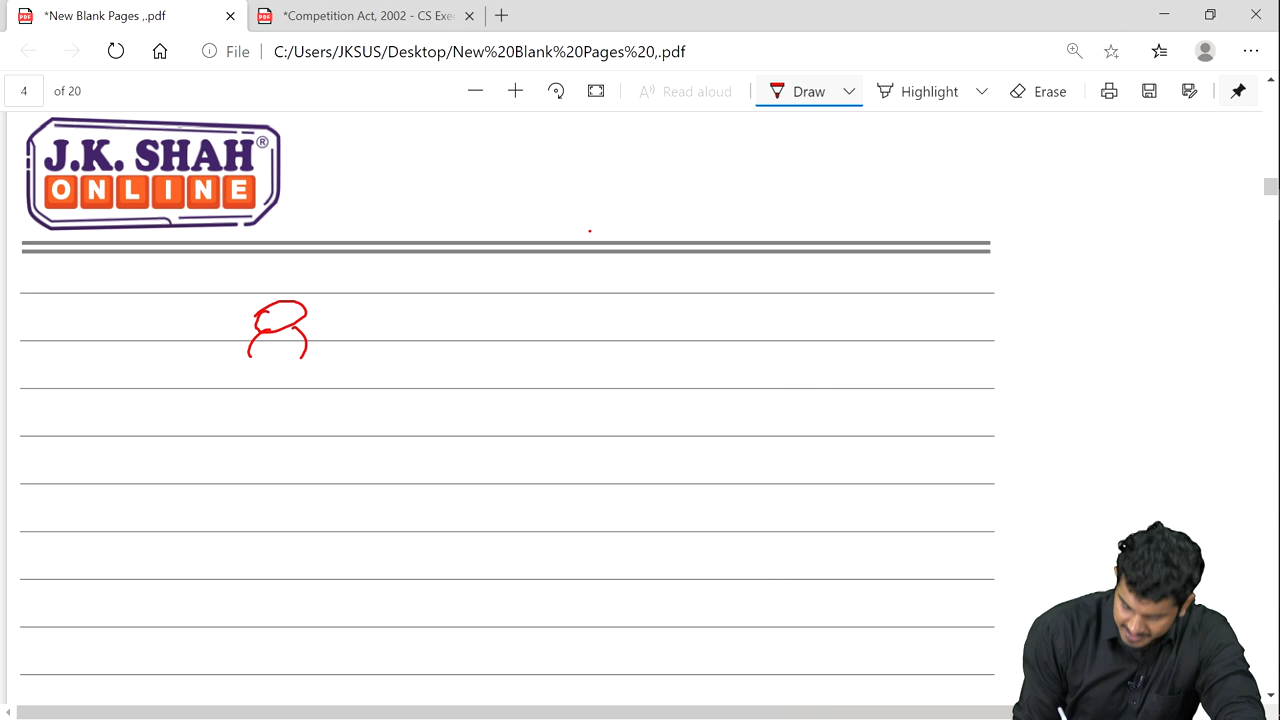 *New Blank Pages ,.pdf
*Competition Act, 2002 - CS Exe
File C:/Users/JKSUS/Desktop/New%20Blank%20Pages%20,.pdf
4 of 20 Read aloud Draw Highlight Erase
J.K. SHAH®
ONLINE